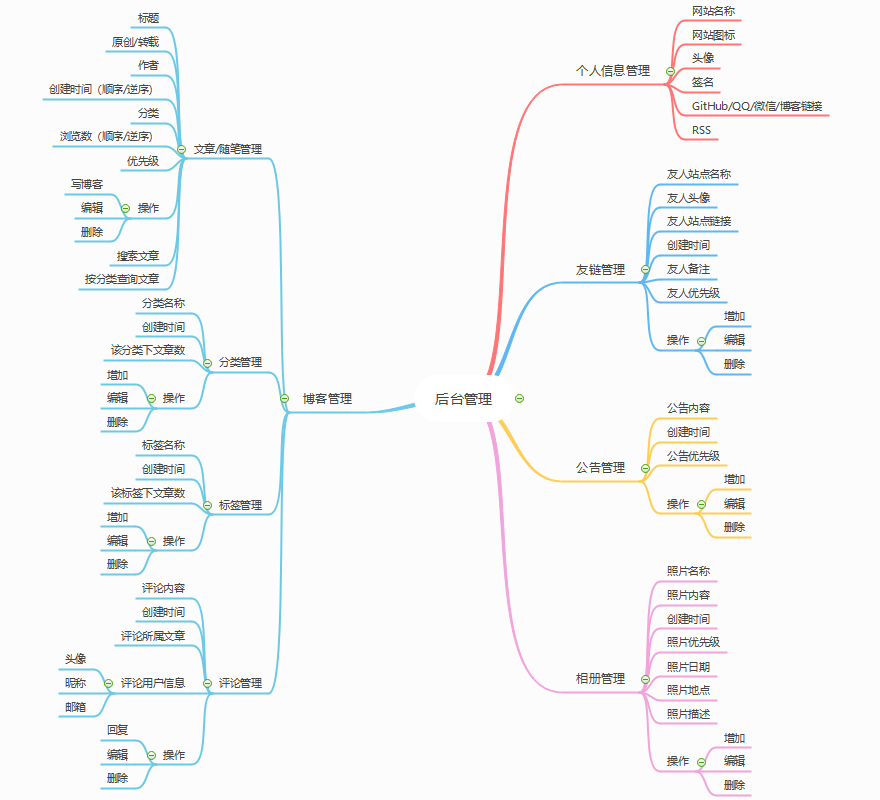 后台管理
个人信息管理
网站名称
网站图标
头像
签名
GitHub/QQ/微信/博客链接
RSS
友链管理
友人站点名称
友人头像
友人站点链接
创建时间
友人备注
友人优先级
操作
增加
编辑
删除
公告管理
公告内容
创建时间
公告优先级
操作
增加
编辑
删除
相册管理
照片名称
照片内容
创建时间
照片优先级
照片日期
照片地点
照片描述
操作
增加
编辑
删除
博客管理
文章/随笔管理
标题
原创/转载
作者
创建时间（顺序/逆序）
分类
浏览数（顺序/逆序）
优先级
操作
写博客
编辑
删除
搜索文章
按分类查询文章
分类管理
分类名称
创建时间
该分类下文章数
操作
增加
编辑
删除
标签管理
标签名称
创建时间
该标签下文章数
操作
增加
编辑
删除
评论管理
评论内容
创建时间
评论所属文章
评论用户信息
头像
昵称
邮箱
操作
回复
编辑
删除